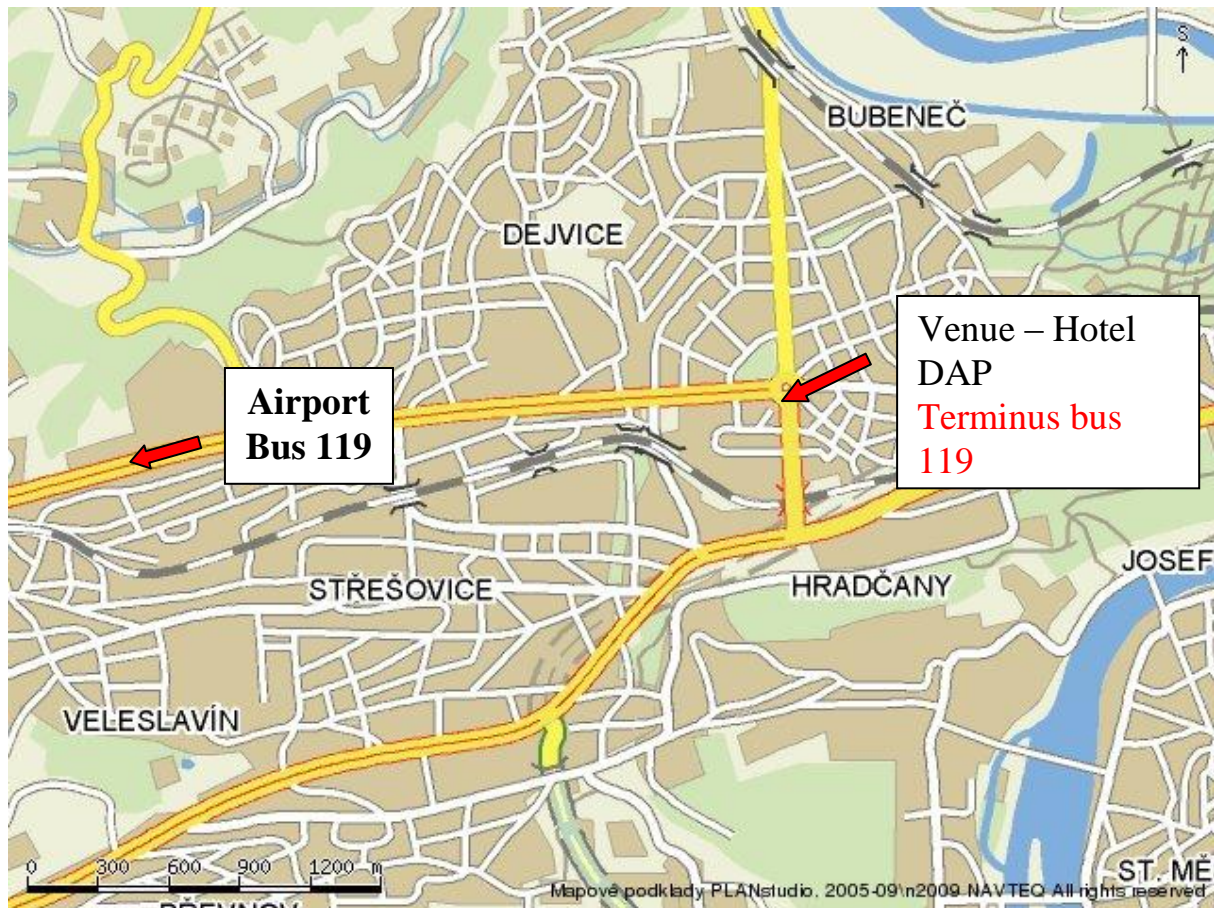 S
BUBENEČ
DEJVICE
Venue – Hotel
DAP
Terminus bus
119
Airport
Bus 119
JOSEF
STŘEŠOVICE
HRADČANY
VELESLAVÍN
0 300 600 900 1200 m
ST. MĚ
Mapové podklady PLANstudio, 2005-09\n2009 NAVTEQ All rights reserved
BŘEVNOV